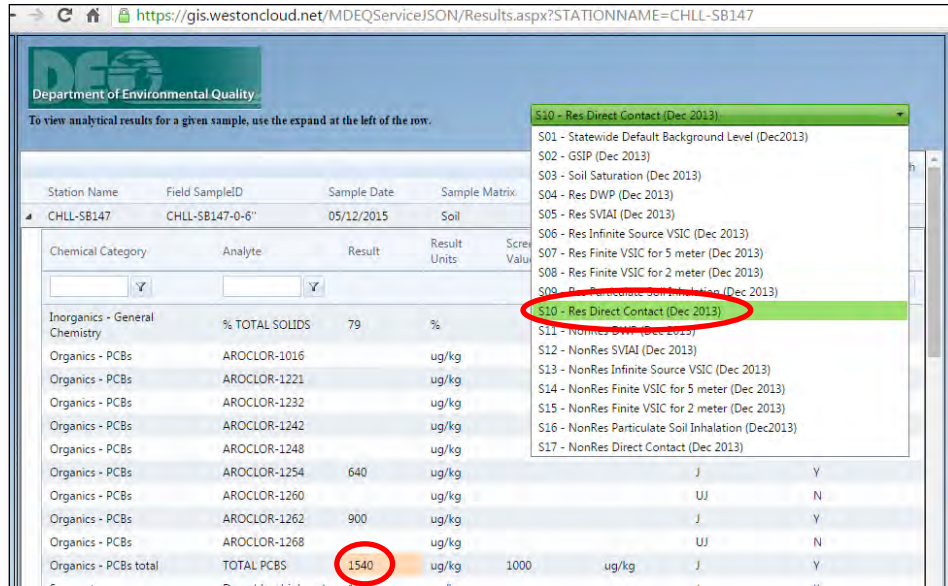 https://gis.westoncloud.net/MDEQServiceJSON/Results.aspx?STATIONNAME=CHLL-SB147
DEQ
Department of Environmental Quality
To view analytical results for a given sample, use the expand at the left of the row.
S10 - Res Direct Contact (Dec 2013)
S01 - Statewide Default Background Level (Dec2013)
S02 - GSIP (Dec 2013)
S03 - Soil Saturation (Dec 2013)
S04 - Res DWP (Dec 2013)
S05 - Res SVIAI (Dec 2013)
S06 - Res Infinite Source VSIC (Dec 2013)
S07 - Res Finite VSIC for 5 meter (Dec 2013)
S08 - Res Finite VSIC for 2 meter (Dec 2013)
S09 - Res Particulate Soil Inhalation (Dec 2013)
S10 - Res Direct Contact (Dec 2013)
S11 - NonRes DWP (Dec 2013)
S12 - NonRes SVIAI (Dec 2013)
S13 - NonRes Infinite Source VSIC (Dec 2013)
S14 - NonRes Finite VSIC for 5 meter (Dec 2013)
S15 - NonRes Finite VSIC for 2 meter (Dec 2013)
S16 - NonRes Particulate Soil Inhalation (Dec2013)
S17 - NonRes Direct Contact (Dec 2013)
Station Name Field SampleID Sample Date Sample Matrix
CHLL-SB147 CHLL-SB147-0-6" 05/12/2015 Soil
Chemical Category Analyte Result Result Units
Inorganics - General Chemistry % TOTAL SOLIDS 79 %
Organics - PCBs AROCLOR-1016 ug/kg
Organics - PCBs AROCLOR-1221 ug/kg
Organics - PCBs AROCLOR-1232 ug/kg
Organics - PCBs AROCLOR-1242 ug/kg
Organics - PCBs AROCLOR-1248 ug/kg
Organics - PCBs AROCLOR-1254 640 ug/kg J Y
Organics - PCBs AROCLOR-1260 ug/kg UJ N
Organics - PCBs AROCLOR-1262 900 ug/kg J Y
Organics - PCBs AROCLOR-1268 ug/kg UJ N
Organics - PCBs total TOTAL PCBS 1540 ug/kg 1000 ug/kg J Y